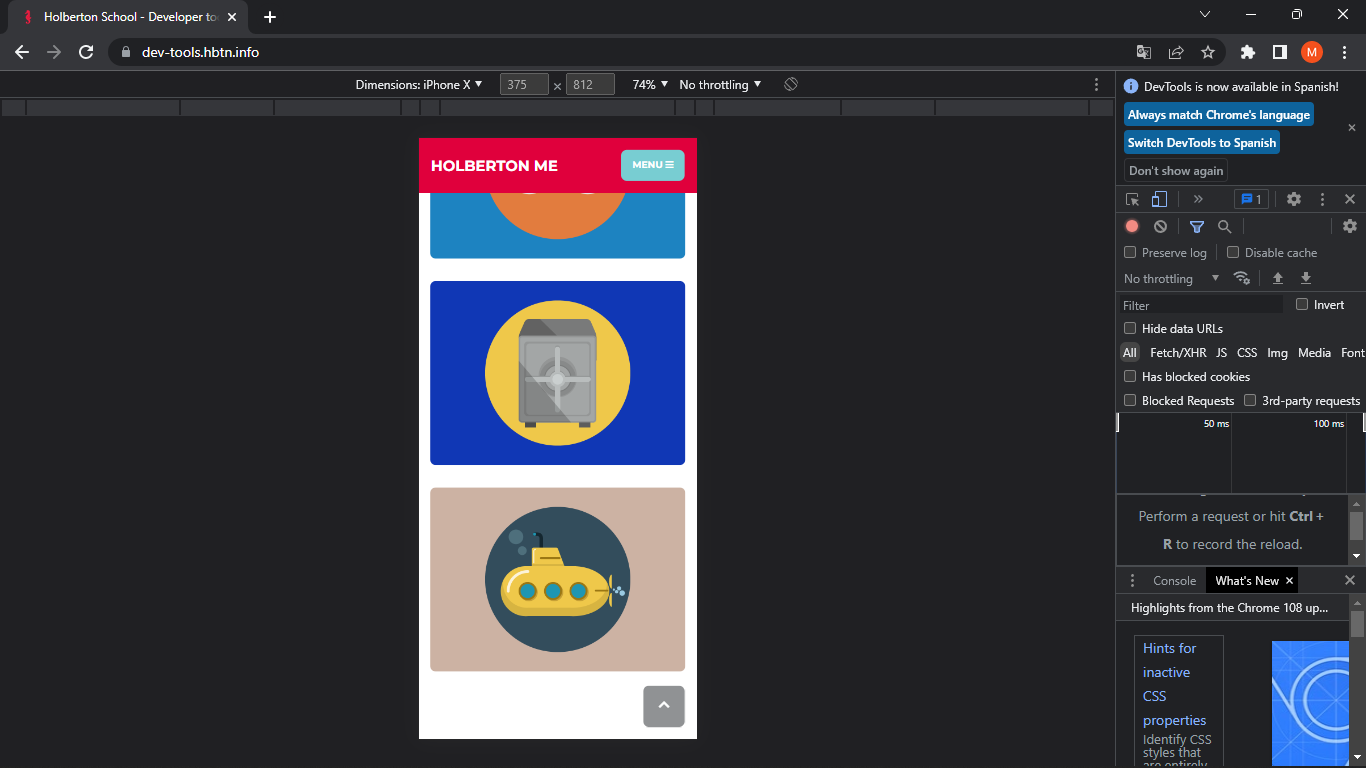 Holberton School - Developer to
dev-tools.hbtn.info
M
Dimensions: iPhone X
375 × 812
74%
No throttling
HOLBERTON ME
MENU
DevTools is now available in Spanish!
Always match Chrome's language
Switch DevTools to Spanish
Don't show again
1
Preserve log
Disable cache
No throttling
Filter
Invert
Hide data URLs
All Fetch/XHR JS CSS Img Media Font
Has blocked cookies
Blocked Requests
3rd-party requests
50 ms
100 ms
Perform a request or hit Ctrl +
R to record the reload.
Console
What's New
Highlights from the Chrome 108 up...
Hints for
inactive
CSS
properties
Identify CSS
styles that
are entirely